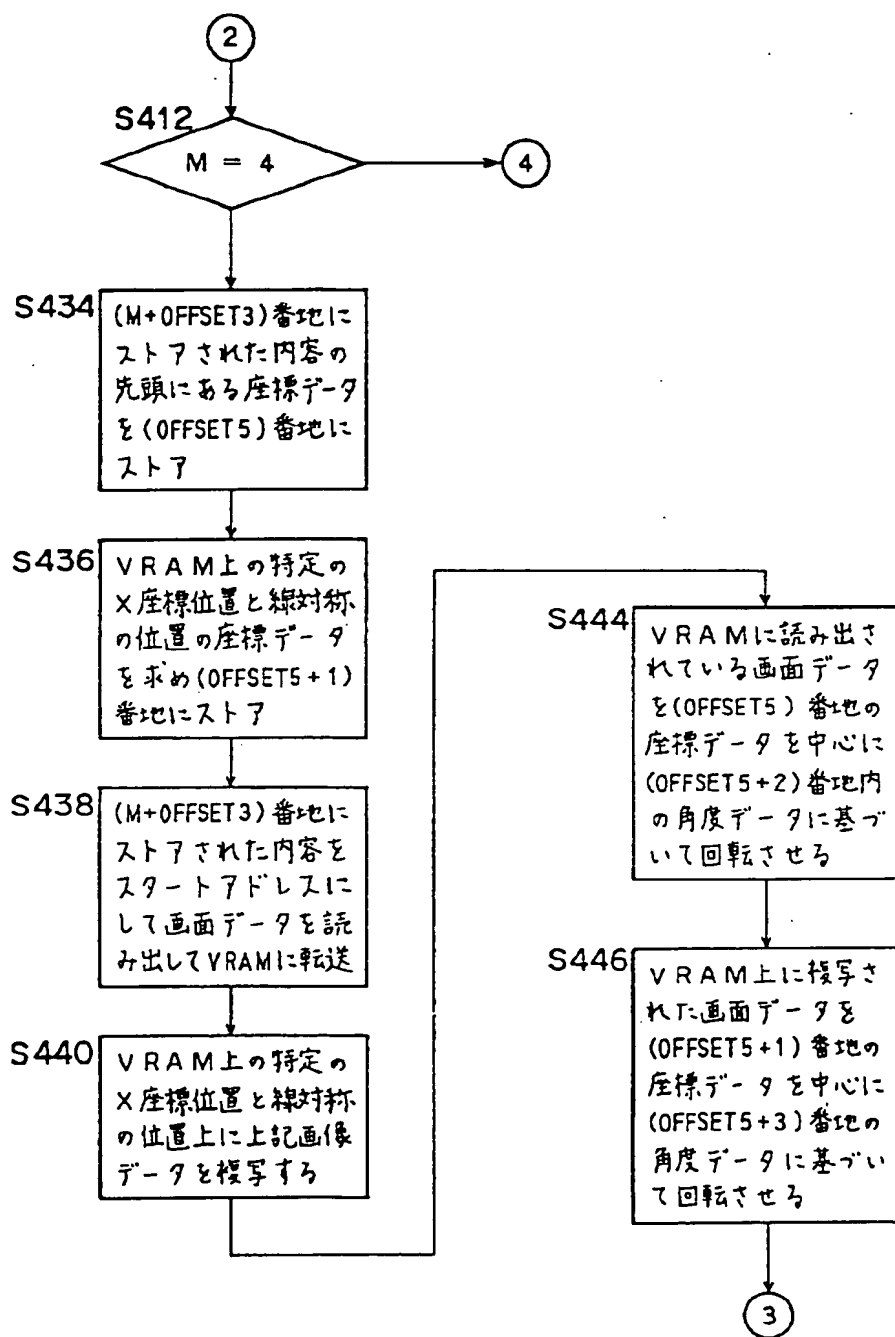 2
S412
M = 4
4
S434
(M+OFFSET3)番地に
ストアされた内容の
先頭にある座標データ
を(OFFSET5)番地に
ストア
S436
VRAM上の特定の
X座標位置と線対称
の位置の座標データ
を求め(OFFSET5+1)
番地にストア
S438
(M+OFFSET3)番地に
ストアされた内容を
スタートアドレスに
して画面データを読
み出してVRAMに転送
S440
VRAM上の特定の
X座標位置と線対称
の位置上に上記画像
データを複写する
S444
VRAMに読み出さ
れている画面データ
を(OFFSET5)番地の
座標データを中心に
(OFFSET5+2)番地内
の角度データに基づ
いて回転させる
S446
VRAM上に複写さ
れた画面データを
(OFFSET5+1)番地の
座標データを中心に
(OFFSET5+3)番地の
角度データに基づい
て回転させる
3